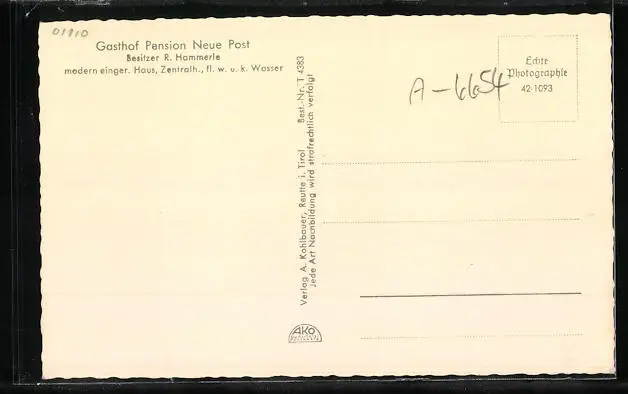 01910
Gasthof Pension Neue Post
Besitzer R. Hammerle
modern einger. Haus, Zentralh., fl. w. u. k. Wasser
Verlag A. Kohlbauer, Reutte i. Tirol Best.-Nr. T 4383
Jede Art Nachbildung wird strafrechtlich verfolgt
AKO
A-6654
Echte
Photographie
42-1093